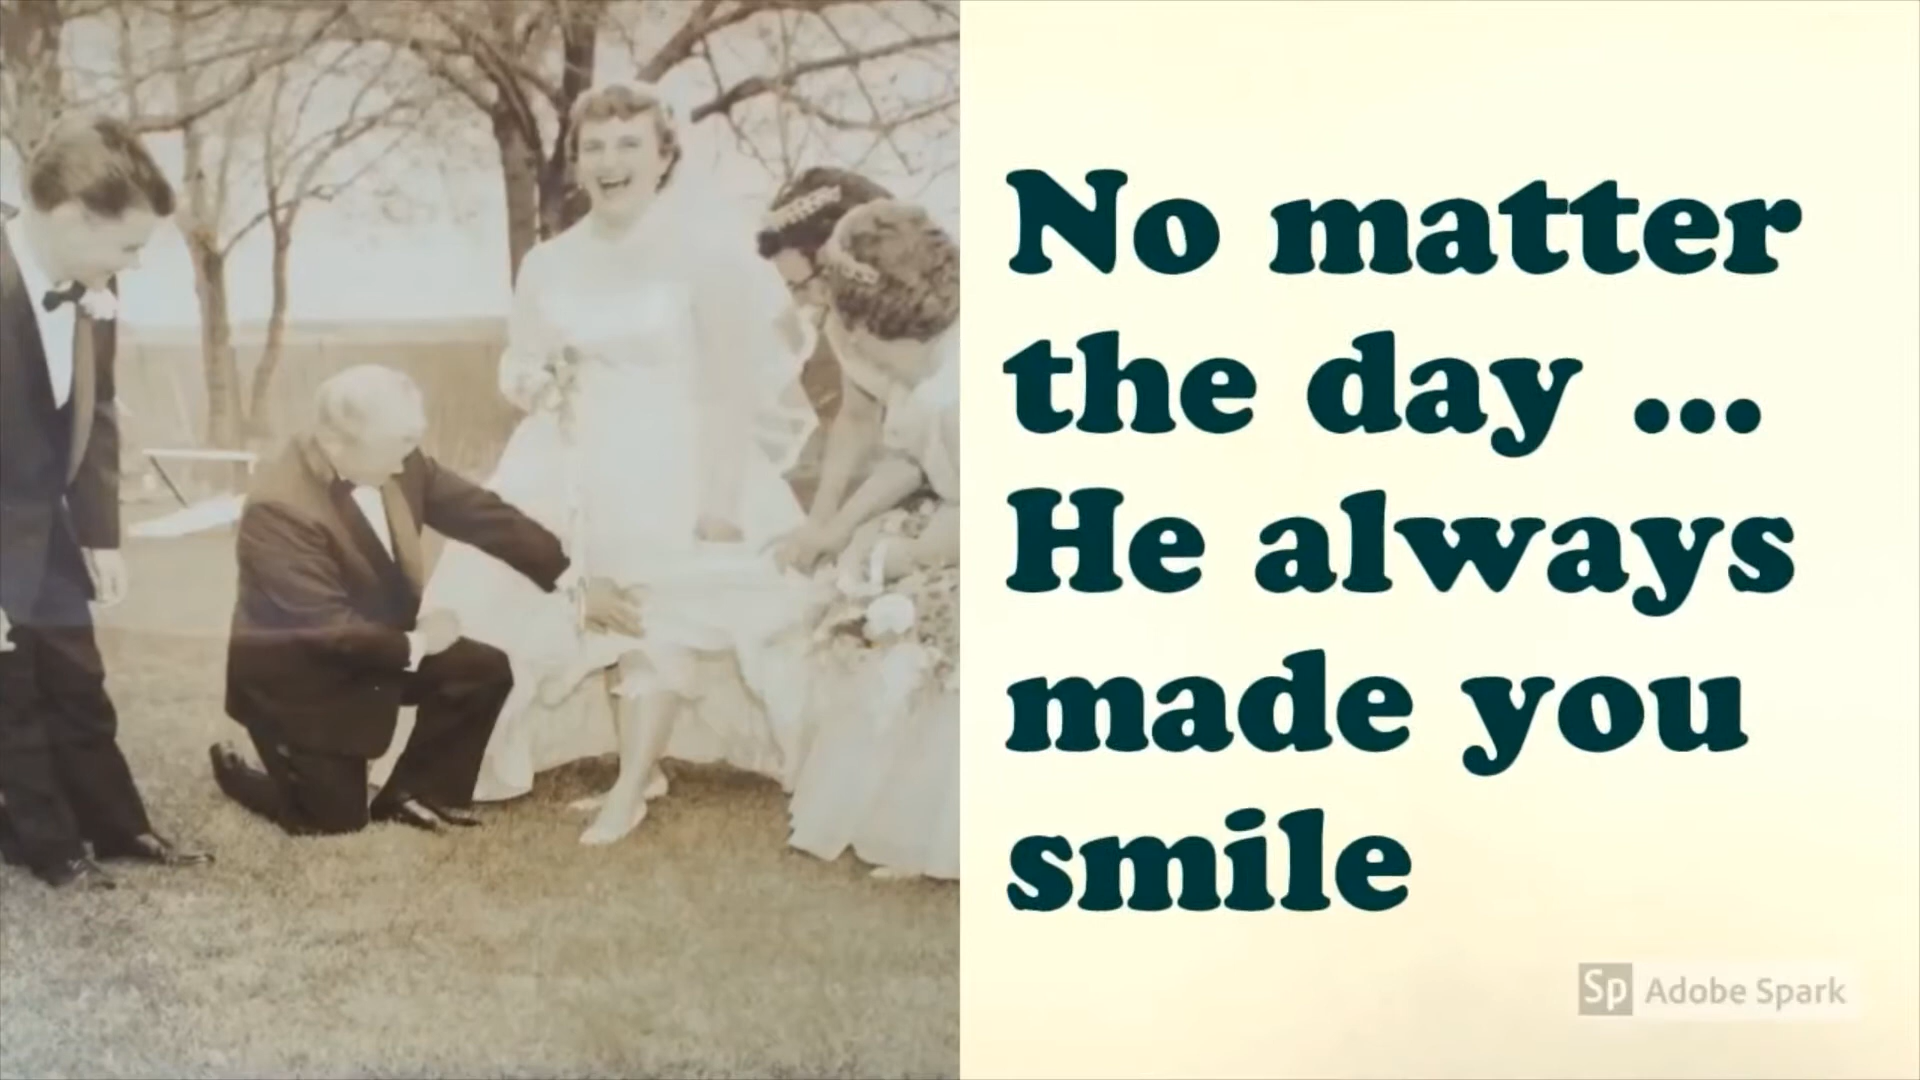 No matter
the day ...
He always
made you
smile
Sp Adobe Spark